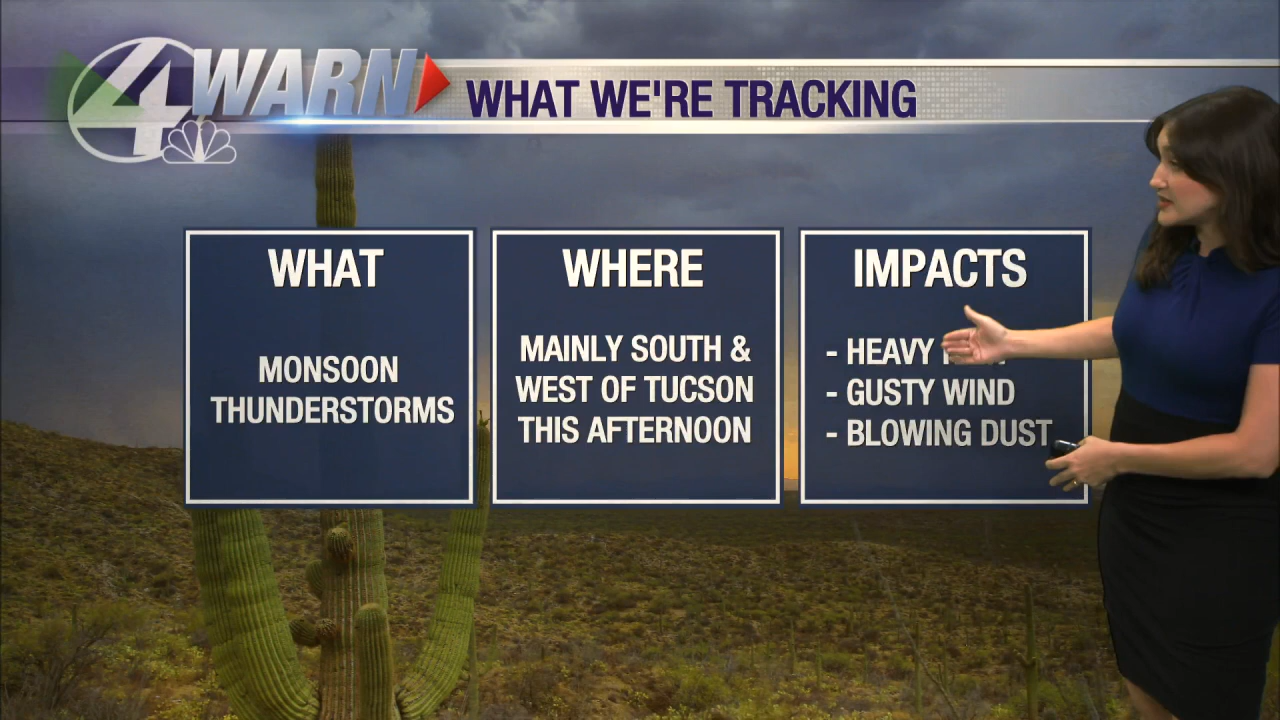 4WARN
WHAT WE'RE TRACKING
WHAT
MONSOON
THUNDERSTORMS
WHERE
MAINLY SOUTH &
WEST OF TUCSON
THIS AFTERNOON
IMPACTS
- HEAVY
- GUSTY WIND
- BLOWING DUST